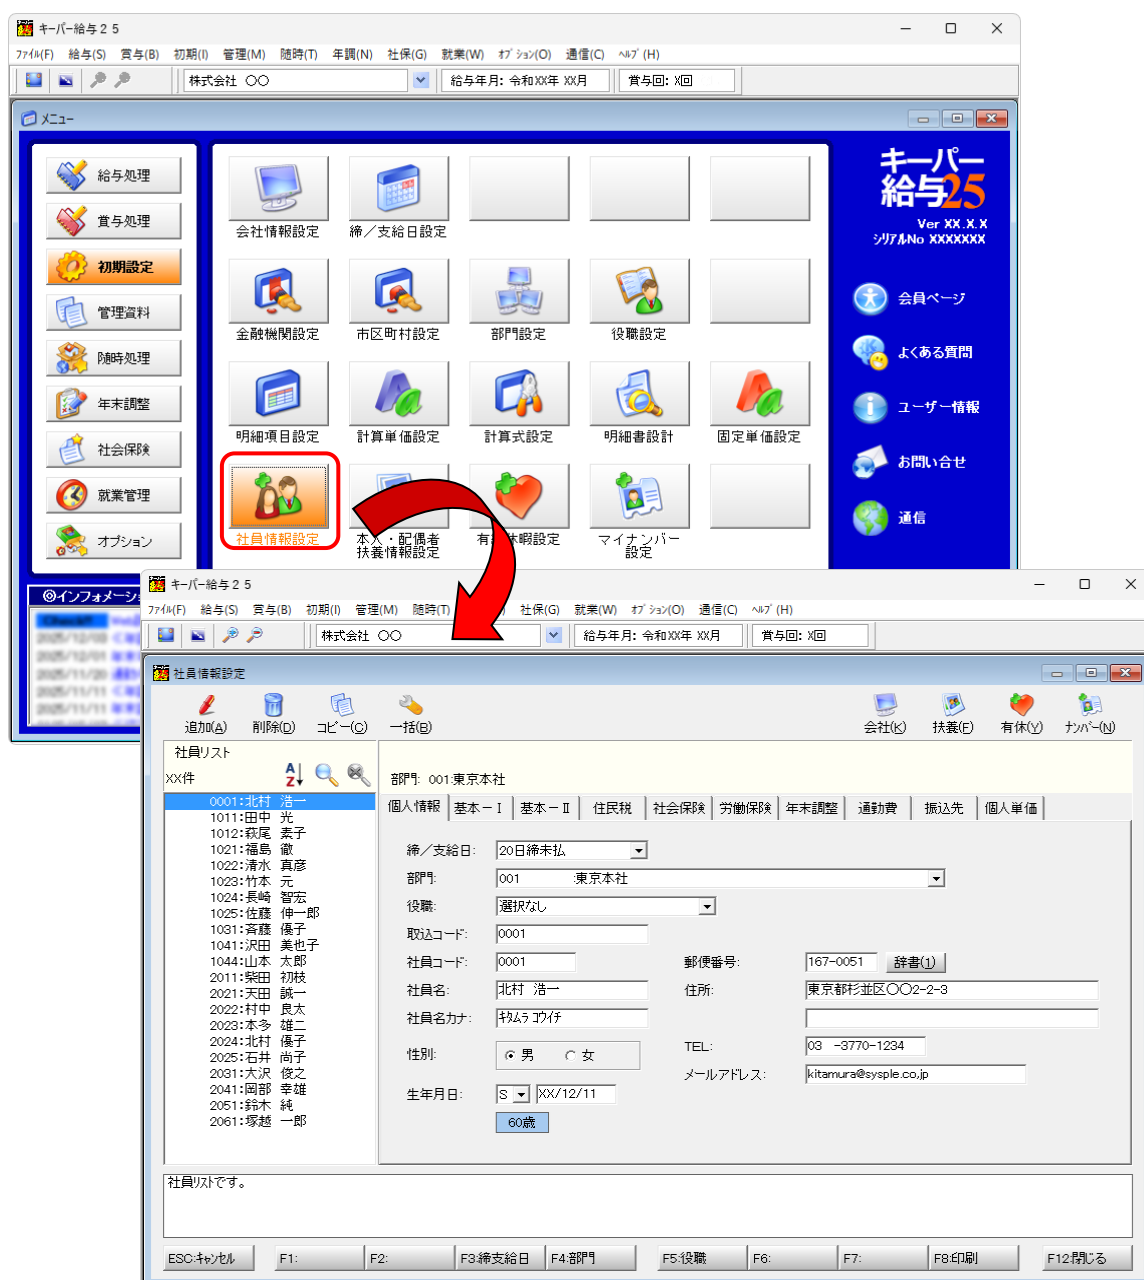 キーパー給与２５
ﾌｧｲﾙ(F) 給与(S) 賞与(B) 初期(I) 管理(M) 随時(T) 年調(N) 社保(G) 就業(W) ｵﾌﾟｼｮﾝ(O) 通信(C) ﾍﾙﾌﾟ(H)
株式会社 〇〇 給与年月: 令和XX年 XX月 賞与回: X回
メニュー
給与処理
賞与処理
初期設定
管理資料
随時処理
年末調整
社会保険
就業管理
オプション
会社情報設定 締／支給日設定
金融機関設定 市区町村設定 部門設定 役職設定
明細項目設定 計算単価設定 計算式設定 明細書設計 固定単価設定
社員情報設定 本人・配偶者 扶養情報設定 マイナンバー 設定
キーパー
給与25
Ver XX.X.X
ｼﾘｱﾙNo XXXXXXX
会員ページ
よくある質問
ユーザー情報
お問い合せ
通信
◎インフォメーシ
キーパー給与２５
ﾌｧｲﾙ(F) 給与(S) 賞与(B) 初期(I) 管理(M) 随時(T) 社保(G) 就業(W) ｵﾌﾟｼｮﾝ(O) 通信(C) ﾍﾙﾌﾟ(H)
株式会社 〇〇 給与年月: 令和XX年 XX月 賞与回: X回
社員情報設定
追加(A) 削除(D) コピー(C) 一括(B) 会社(K) 扶養(F) 有休(Y) ﾅﾝﾊﾞｰ(N)
社員リスト
XX件
部門: 001:東京本社
0001:北村 浩一
1011:田中 光
1012:萩尾 素子
1021:福島 徹
1022:清水 真彦
1023:竹本 元
1024:長崎 智宏
1025:佐藤 伸一郎
1031:斉藤 優子
1041:沢田 美也子
1044:山本 太郎
2011:柴田 初枝
2021:天田 誠一
2022:村中 良太
2023:本多 雄二
2024:北村 優子
2025:石井 尚子
2031:大沢 俊之
2041:岡部 幸雄
2051:鈴木 純
2061:塚越 一郎
個人情報 基本－Ⅰ 基本－Ⅱ 住民税 社会保険 労働保険 年末調整 通勤費 振込先 個人単価
締／支給日: 20日締末払
部門: 001 :東京本社
役職: 選択なし
取込コード: 0001
社員コード: 0001
社員名: 北村 浩一
社員名カナ: ｷﾀﾑﾗ ｺｳｲﾁ
性別: 男 女
生年月日: S XX/12/11
60歳
郵便番号: 167-0051 辞書(1)
住所: 東京都杉並区〇〇2-2-3
TEL: 03 -3770-1234
メールアドレス: kitamura@sysple.co.jp
社員ﾘｽﾄです。
ESC:ｷｬﾝｾﾙ F1: F2: F3:締支給日 F4:部門 F5:役職 F6: F7: F8:印刷 F12:閉じる